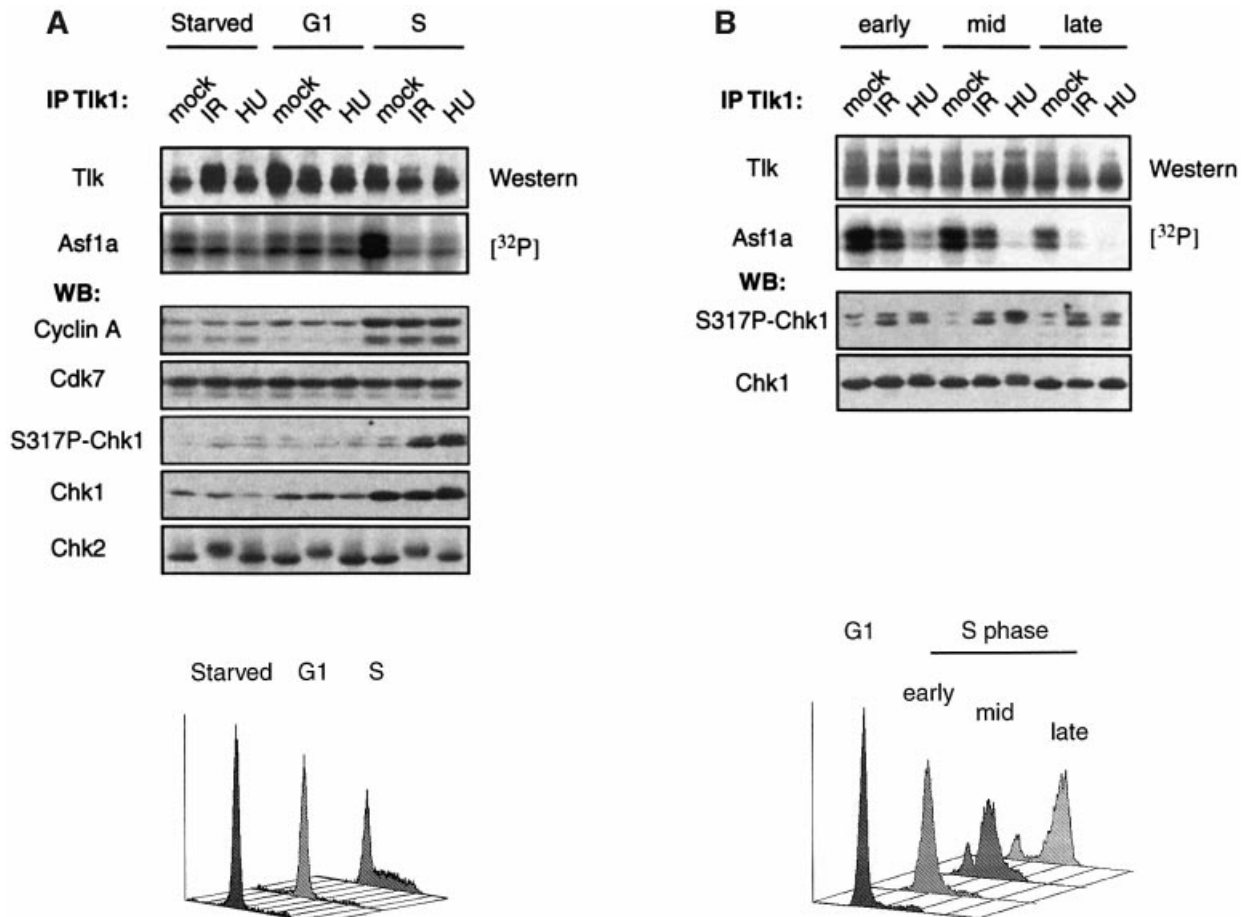 A
Starved G1 S
IP Tlk1: mock IR HU mock IR HU mock IR HU
Tlk Western
Asf1a [³²P]
WB:
Cyclin A
Cdk7
S317P-Chk1
Chk1
Chk2
Starved G1 S
B
early mid late
IP Tlk1: mock IR HU mock IR HU mock IR HU
Tlk Western
Asf1a [³²P]
WB:
S317P-Chk1
Chk1
G1 S phase
early
mid
late